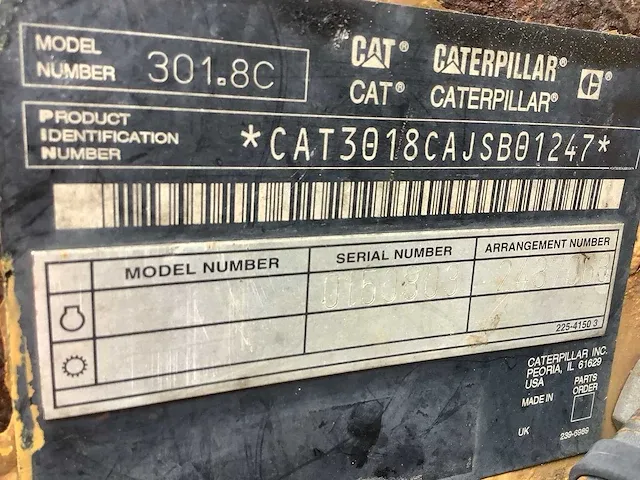 MODEL NUMBER 301.8C
CAT® CATERPILLAR®
CAT® CATERPILLAR®
PRODUCT IDENTIFICATION NUMBER *CAT3018CAJSB01247*
MODEL NUMBER SERIAL NUMBER ARRANGEMENT NUMBER
225-4150 3
CATERPILLAR INC.
PEORIA, IL 61629
USA
PARTS ORDER
MADE IN
UK
239-6989